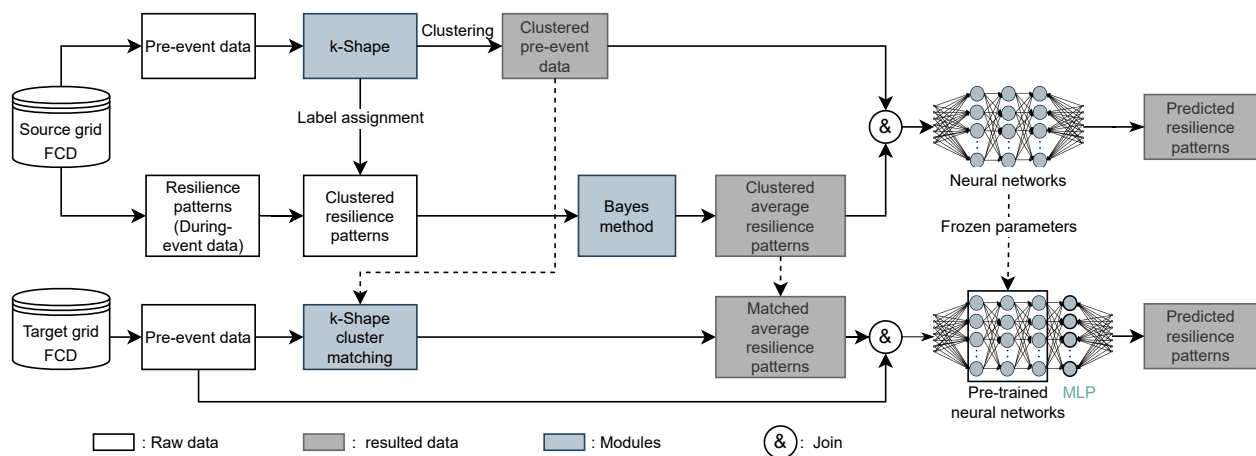 Pre-event data
k-Shape
Clustering
Clustered
pre-event
data
Source grid
FCD
Label assignment
&
Predicted
resilience
patterns
Neural networks
Resilience
patterns
(During-
event data)
Clustered
resilience
patterns
Bayes
method
Clustered
average
resilience
patterns
Frozen parameters
Target grid
FCD
Pre-event data
k-Shape
cluster
matching
Matched
average
resilience
patterns
&
Predicted
resilience
patterns
Pre-trained
neural networks
MLP
: Raw data
: resulted data
: Modules
& : Join